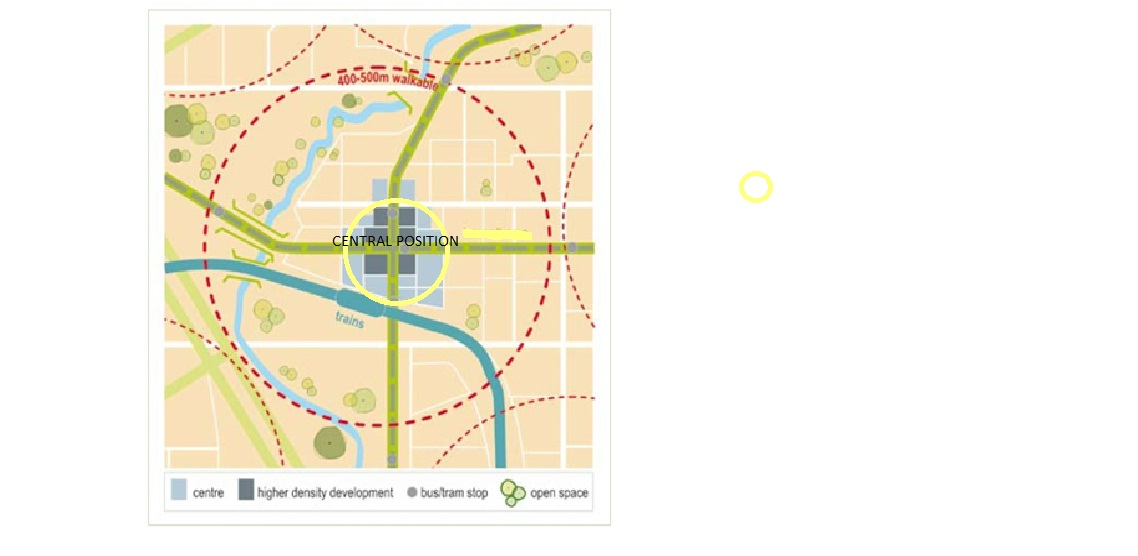 400-500m walkable
CENTRAL POSITION
trains
centre higher density development bus/tram stop open space